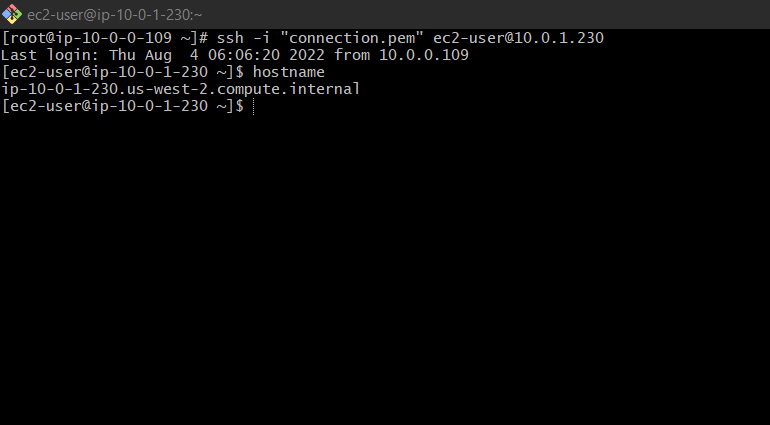 ec2-user@ip-10-0-1-230:~
[root@ip-10-0-0-109 ~]# ssh -i "connection.pem" ec2-user@10.0.1.230
Last login: Thu Aug  4 06:06:20 2022 from 10.0.0.109
[ec2-user@ip-10-0-1-230 ~]$ hostname
ip-10-0-1-230.us-west-2.compute.internal
[ec2-user@ip-10-0-1-230 ~]$